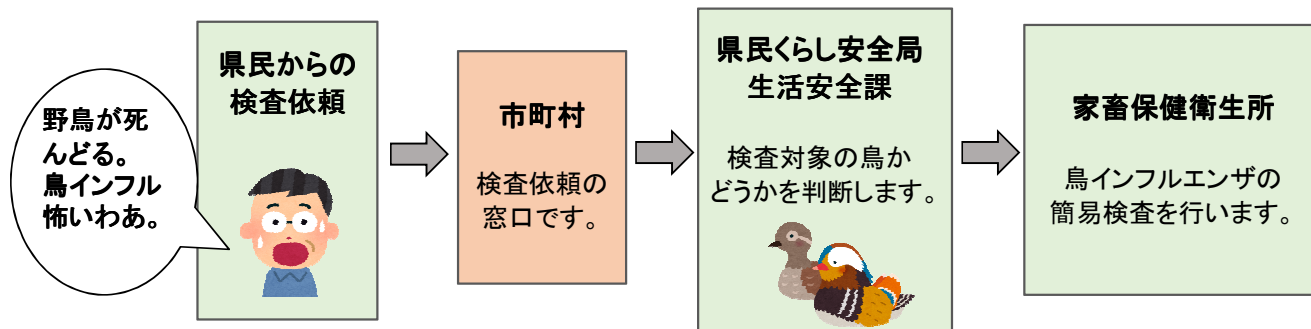 野鳥が死
んどる。
鳥インフル
怖いわあ。
県民からの
検査依頼
市町村
検査依頼の
窓口です。
県民くらし安全局
生活安全課
検査対象の鳥か
どうかを判断します。
家畜保健衛生所
鳥インフルエンザの
簡易検査を行います。